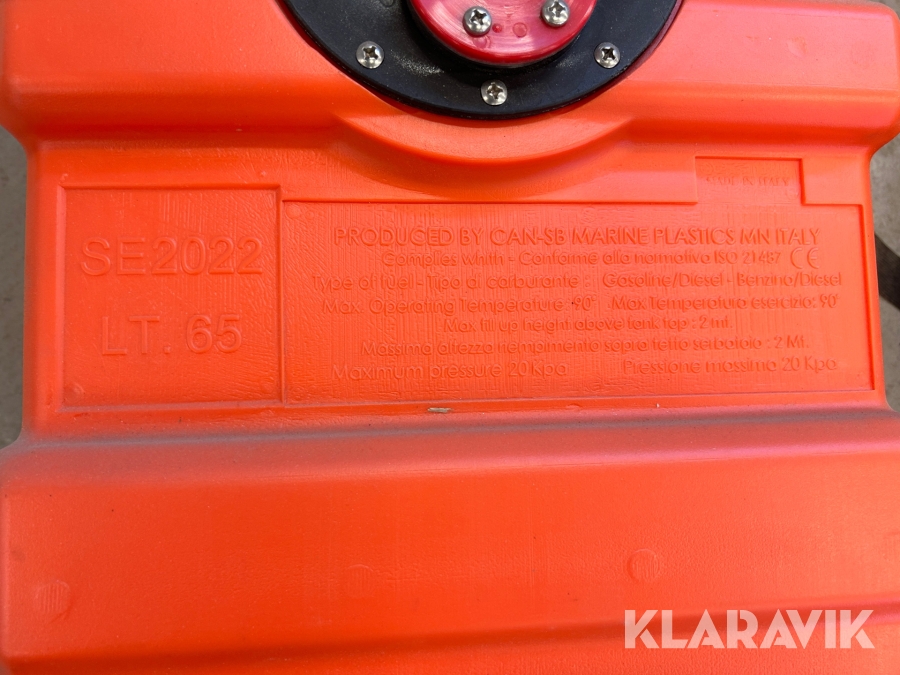 MADE IN ITALY
SE2022
LT. 65
PRODUCED BY CAN-SB MARINE PLASTICS MN ITALY
Complies whith - Conforme alla normativa ISO 21487 CE
Type of fuel - Tipo di carburante : Gasoline/Diesel - Benzina/Diesel
Max. Operating Temperature 90° Max Temperatura esercizio: 90°
Max fill up height above tank top : 2 mt.
Massima altezza riempimento sopra tetto serbatoio : 2 Mt.
Maximum pressure 20 kpa Pressione massima 20 Kpa
KLARAVIK